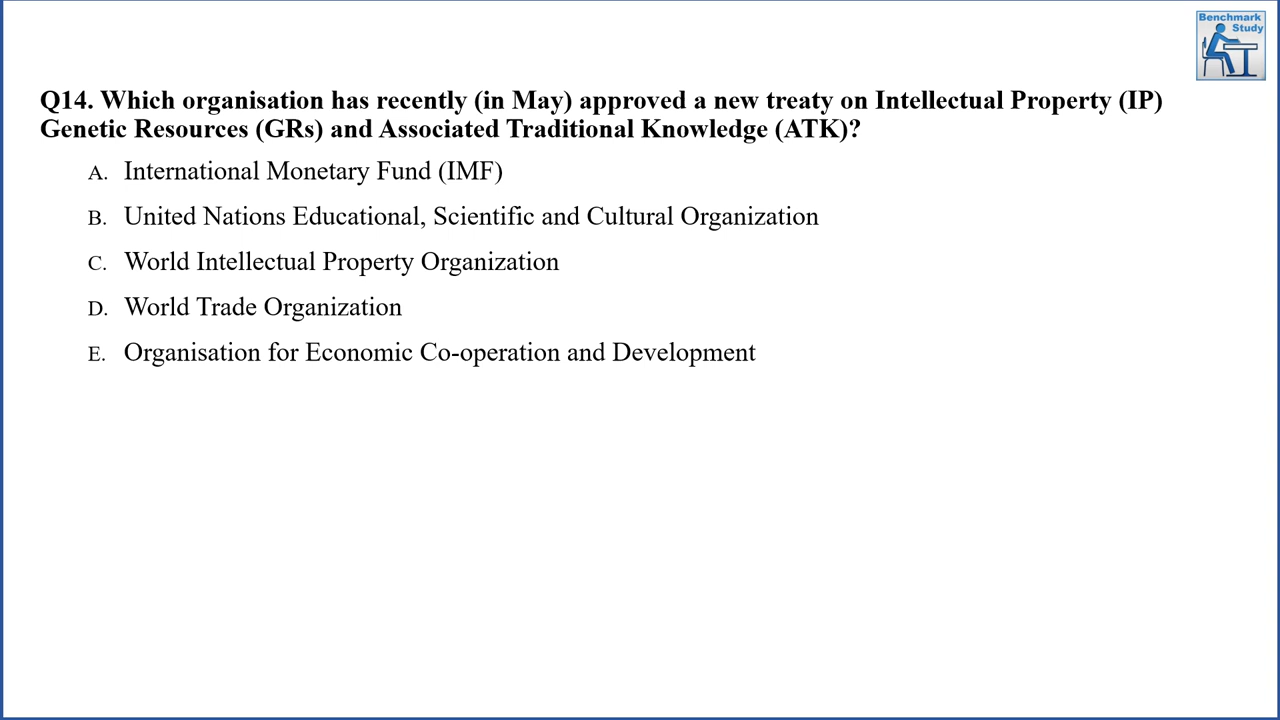 Benchmark
Study
Q14. Which organisation has recently (in May) approved a new treaty on Intellectual Property (IP)
Genetic Resources (GRs) and Associated Traditional Knowledge (ATK)?
A. International Monetary Fund (IMF)
B. United Nations Educational, Scientific and Cultural Organization
C. World Intellectual Property Organization
D. World Trade Organization
E. Organisation for Economic Co-operation and Development